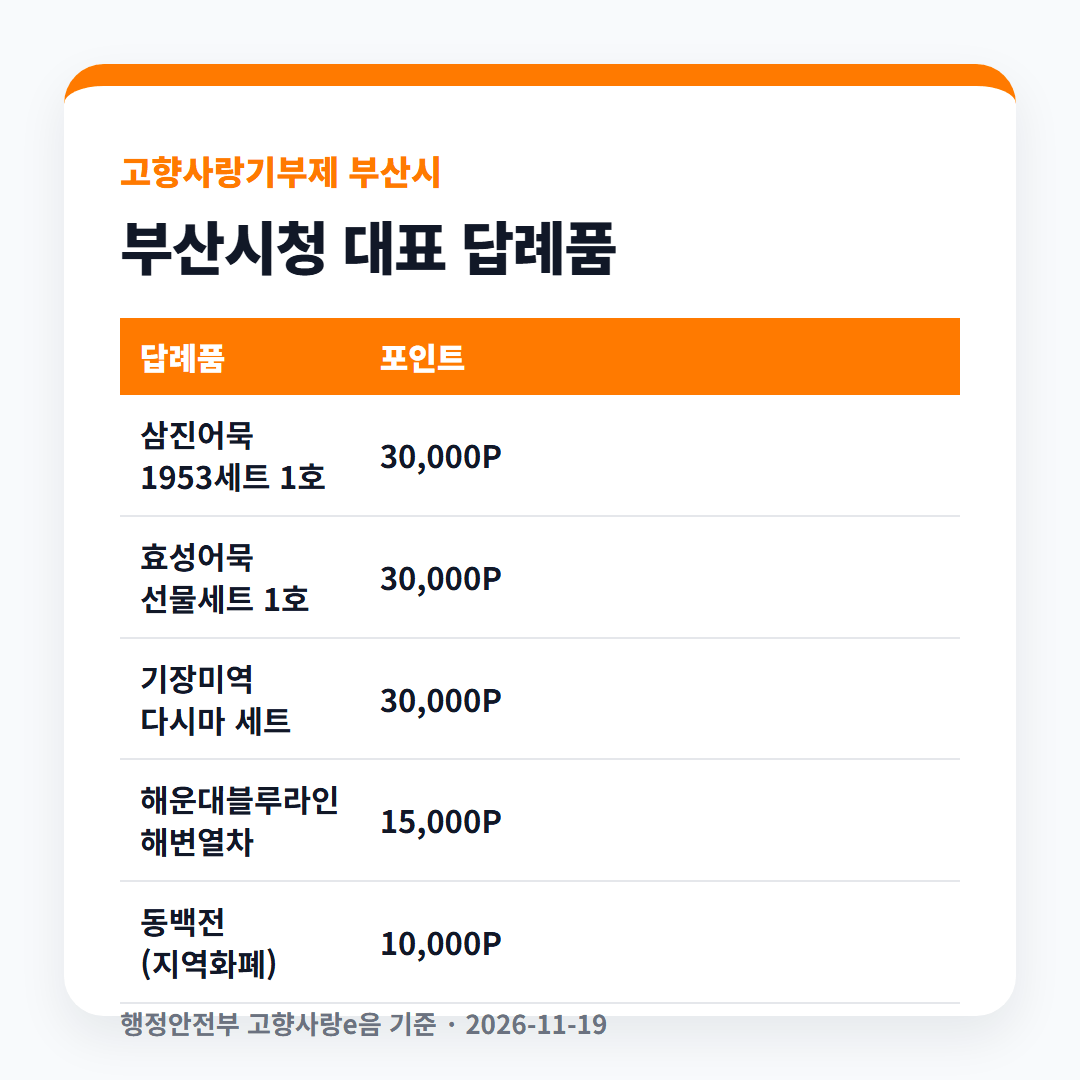 고향사랑기부제 부산시
부산시청 대표 답례품
답례품 포인트
삼진어묵
1953세트 1호
30,000P
효성어묵
선물세트 1호
30,000P
기장미역
다시마 세트
30,000P
해운대블루라인
해변열차
15,000P
동백전
(지역화폐)
10,000P
행정안전부 고향사랑e음 기준 · 2026-11-19